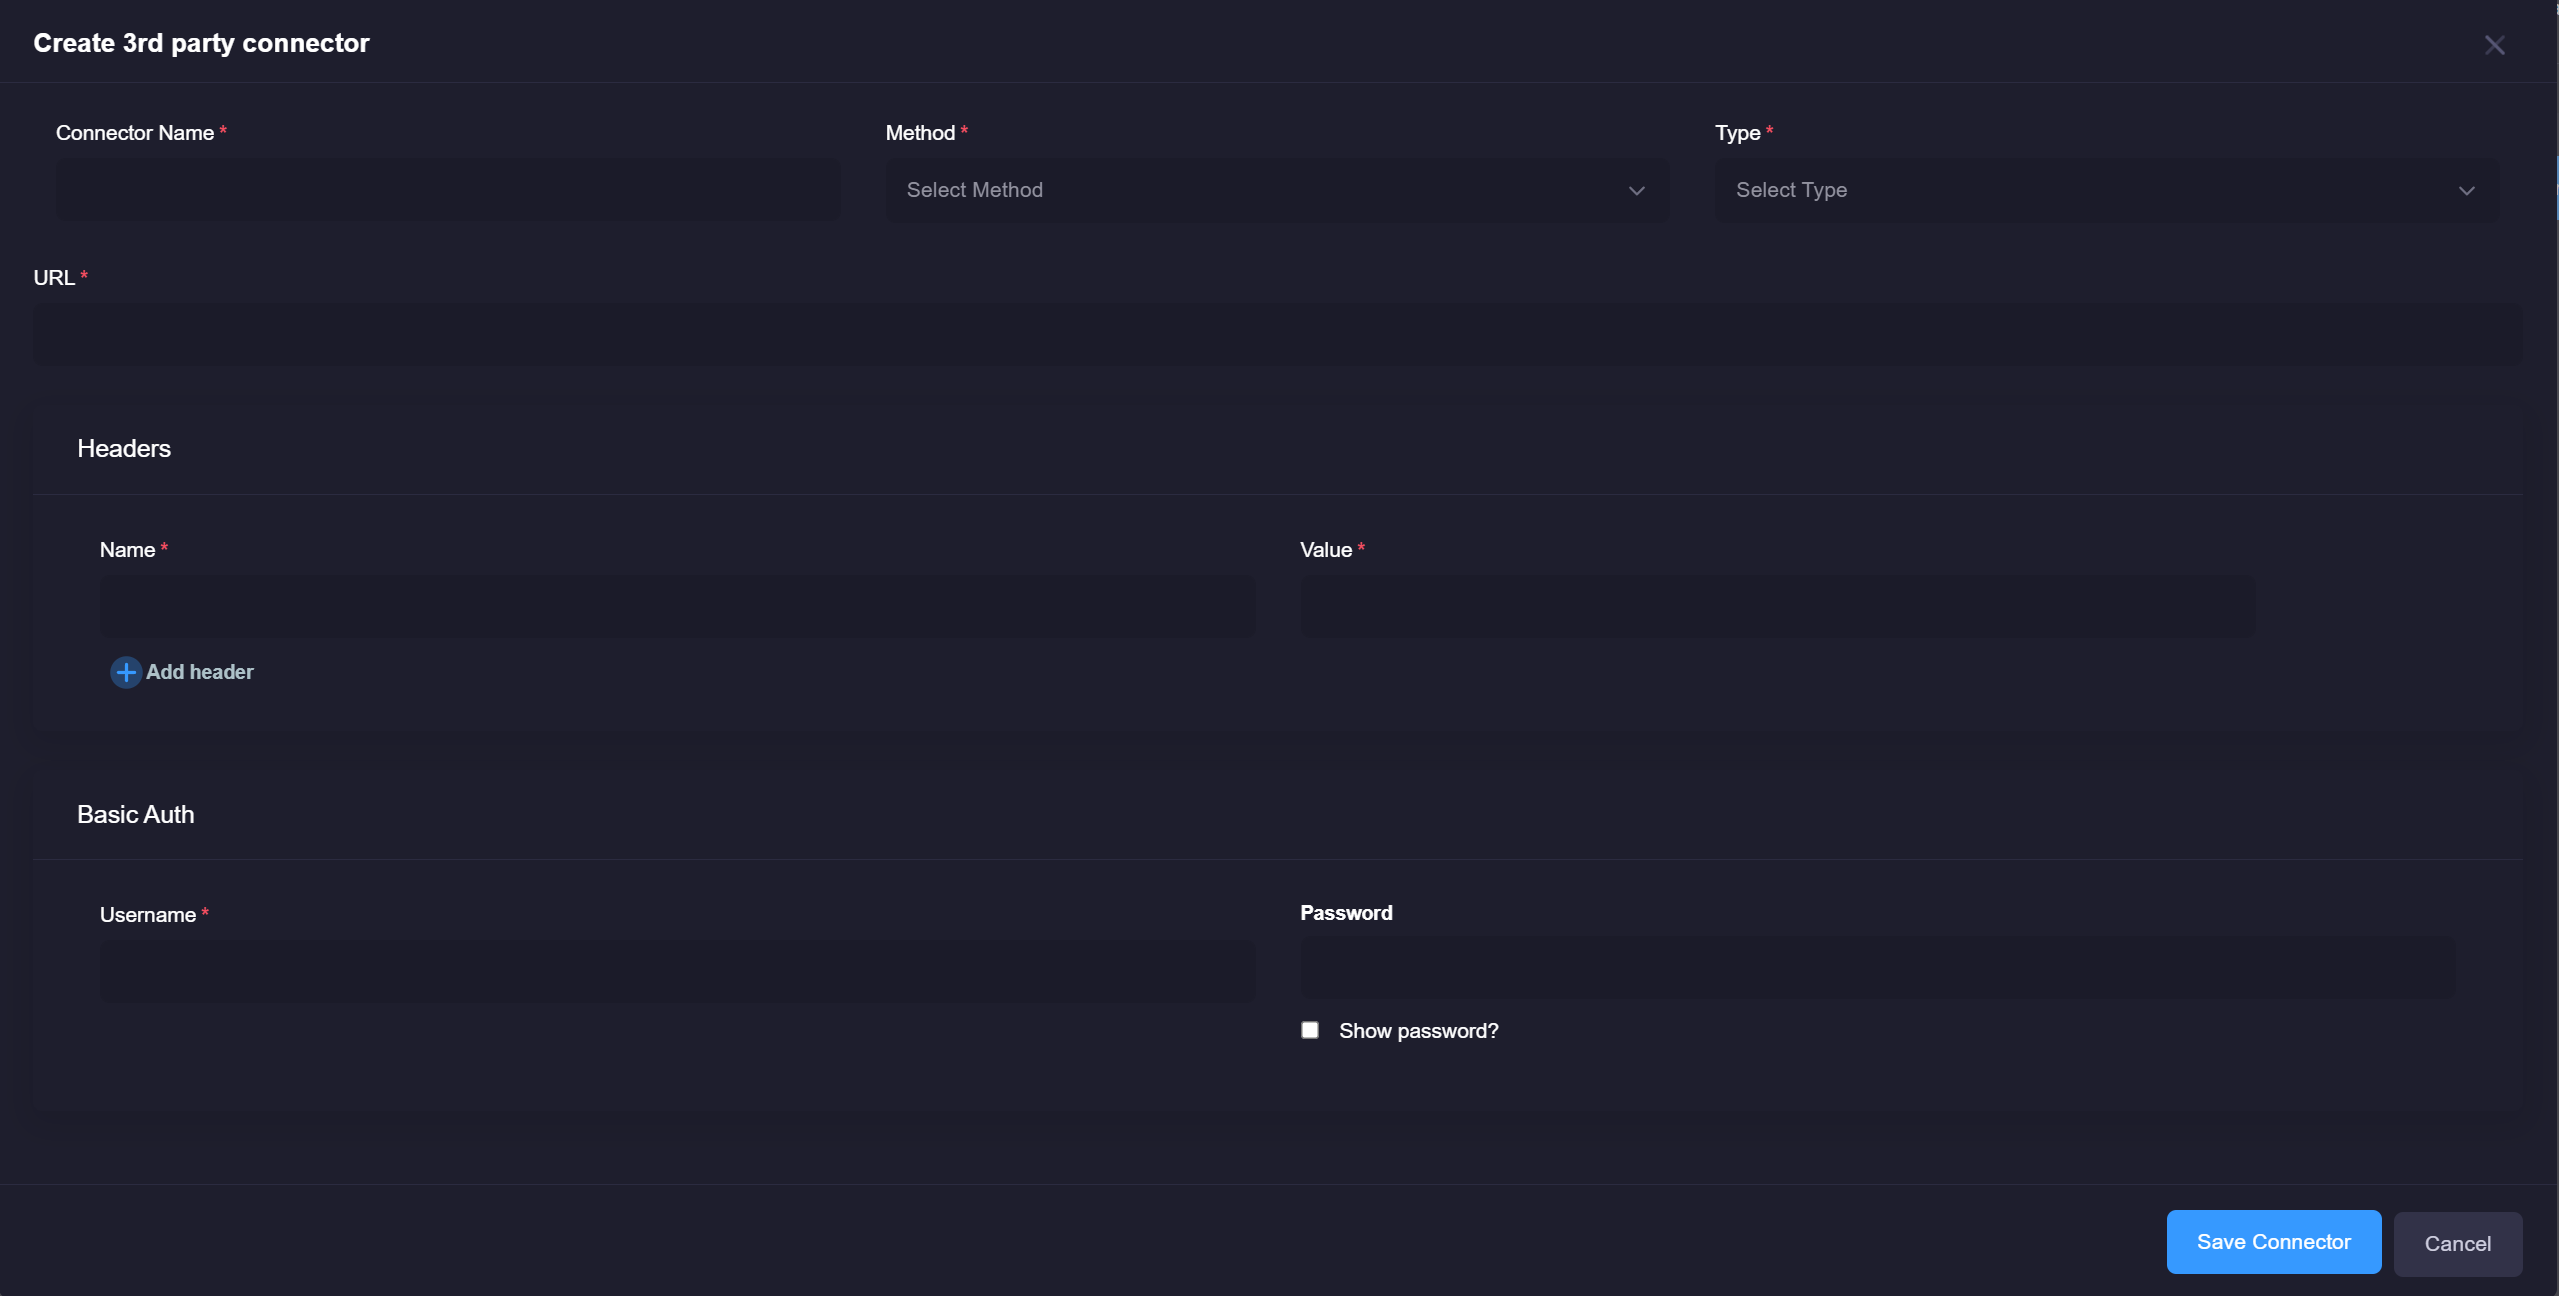 Create 3rd party connector
Connector Name *
Method *
Type *
Select Method
Select Type
URL *
Headers
Name *
Value *
Add header
Basic Auth
Username *
Password
Show password?
Save Connector
Cancel